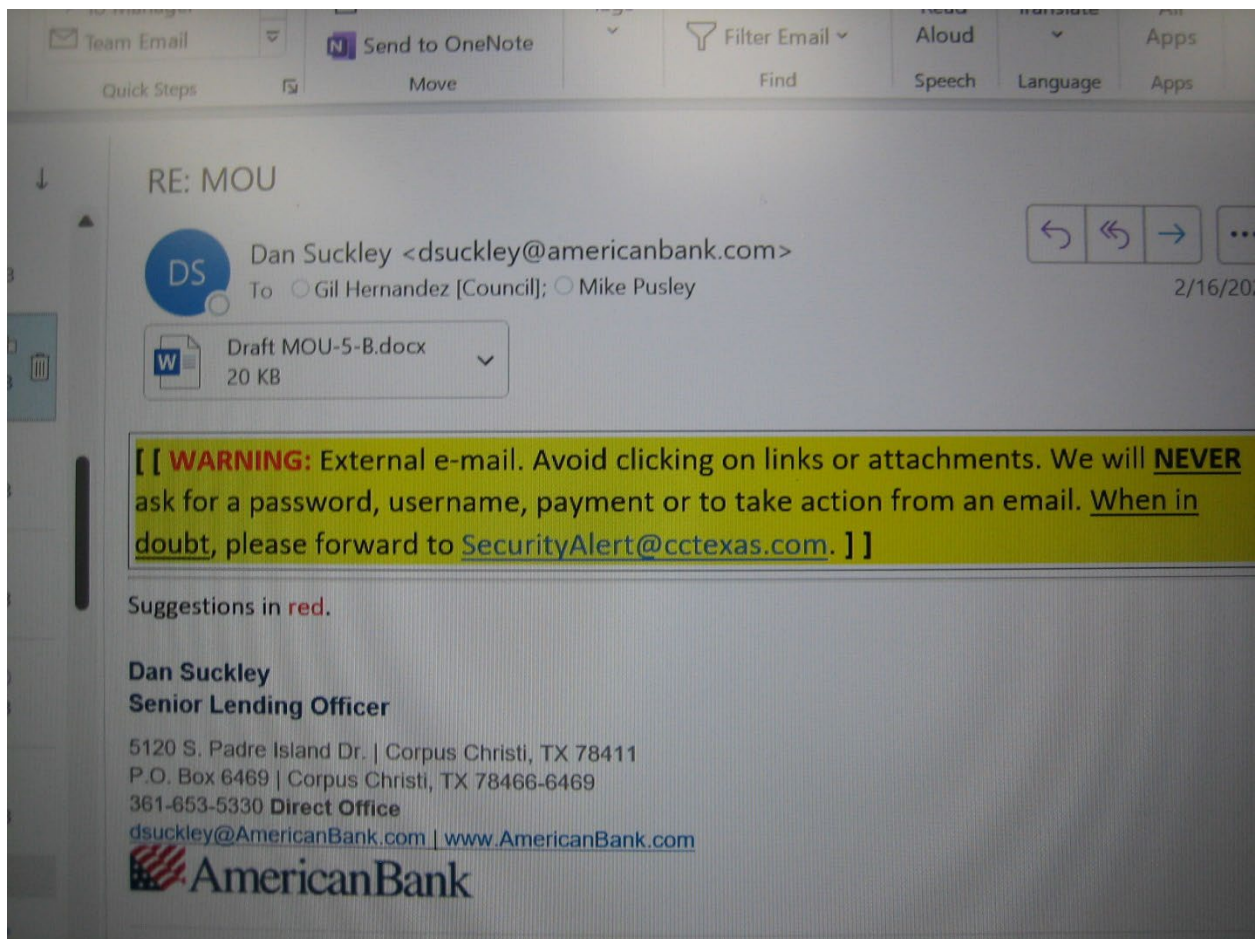 Team Email
Send to OneNote
Filter Email
Aloud
Apps
Quick Steps
Move
Find
Speech
Language
Apps
RE: MOU
DS
Dan Suckley <dsuckley@americanbank.com>
To Gil Hernandez [Council]; Mike Pusley
2/16/202
Draft MOU-5-B.docx
20 KB
[ [ WARNING: External e-mail. Avoid clicking on links or attachments. We will NEVER
ask for a password, username, payment or to take action from an email. When in
doubt, please forward to SecurityAlert@cctexas.com. ] ]
Suggestions in red.
Dan Suckley
Senior Lending Officer
5120 S. Padre Island Dr. | Corpus Christi, TX 78411
P.O. Box 6469 | Corpus Christi, TX 78466-6469
361-653-5330 Direct Office
dsuckley@AmericanBank.com | www.AmericanBank.com
AmericanBank